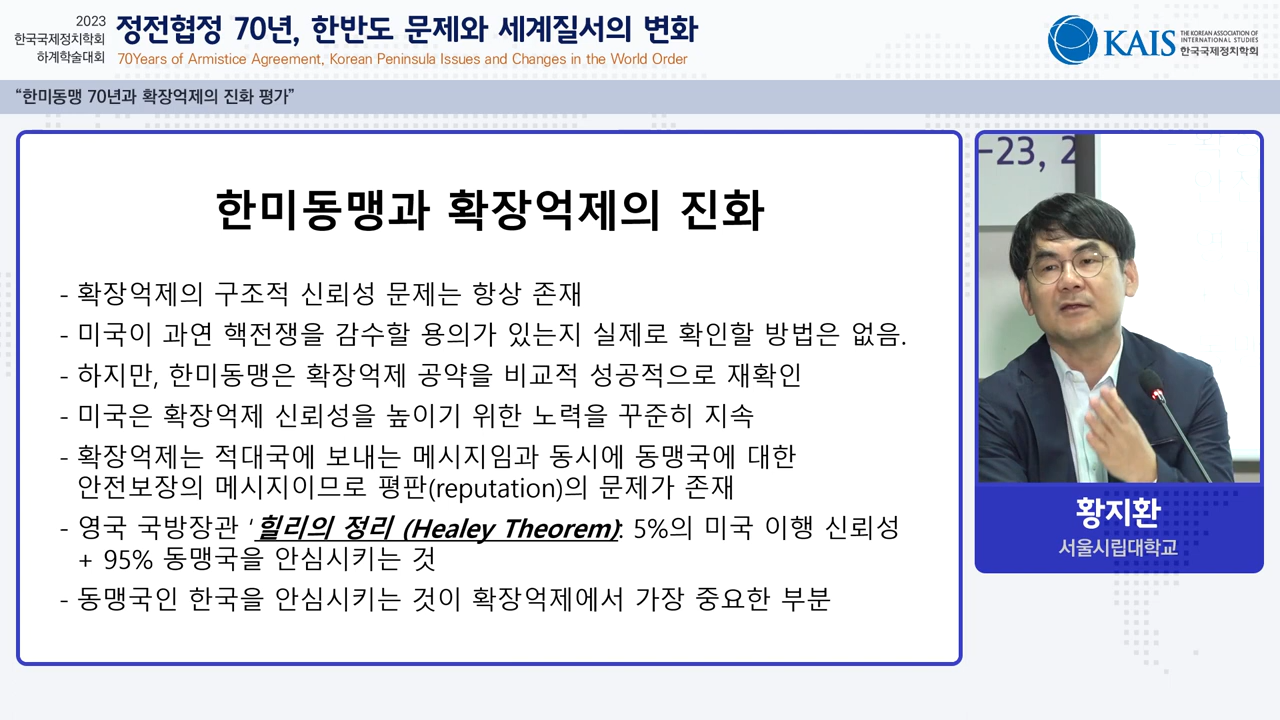 2023
한국국제정치학회
하계학술대회
정전협정 70년, 한반도 문제와 세계질서의 변화
70Years of Armistice Agreement, Korean Peninsula Issues and Changes in the World Order
KAIS
THE KOREAN ASSOCIATION OF
INTERNATIONAL STUDIES
한국국제정치학회
“한미동맹 70년과 확장억제의 진화 평가”
한미동맹과 확장억제의 진화
- 확장억제의 구조적 신뢰성 문제는 항상 존재
- 미국이 과연 핵전쟁을 감수할 용의가 있는지 실제로 확인할 방법은 없음.
- 하지만, 한미동맹은 확장억제 공약을 비교적 성공적으로 재확인
- 미국은 확장억제 신뢰성을 높이기 위한 노력을 꾸준히 지속
- 확장억제는 적대국에 보내는 메시지임과 동시에 동맹국에 대한
안전보장의 메시지이므로 평판(reputation)의 문제가 존재
- 영국 국방장관 ‘힐리의 정리 (Healey Theorem): 5%의 미국 이행 신뢰성
+ 95% 동맹국을 안심시키는 것
- 동맹국인 한국을 안심시키는 것이 확장억제에서 가장 중요한 부분
-23, 2
황지환
서울시립대학교